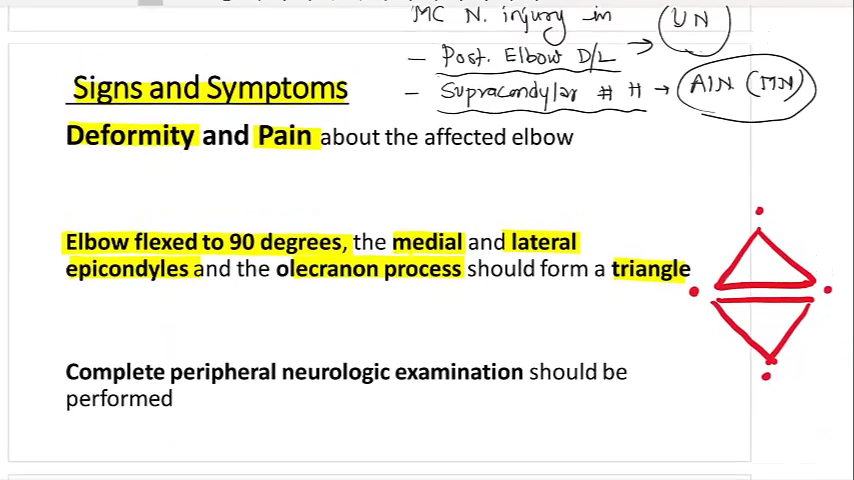 MC N. injury in
UN
- Post. Elbow D/L →
- Supracondylar # H → AIN (MN)
Signs and Symptoms
Deformity and Pain about the affected elbow
Elbow flexed to 90 degrees, the medial and lateral
epicondyles and the olecranon process should form a triangle
Complete peripheral neurologic examination should be
performed